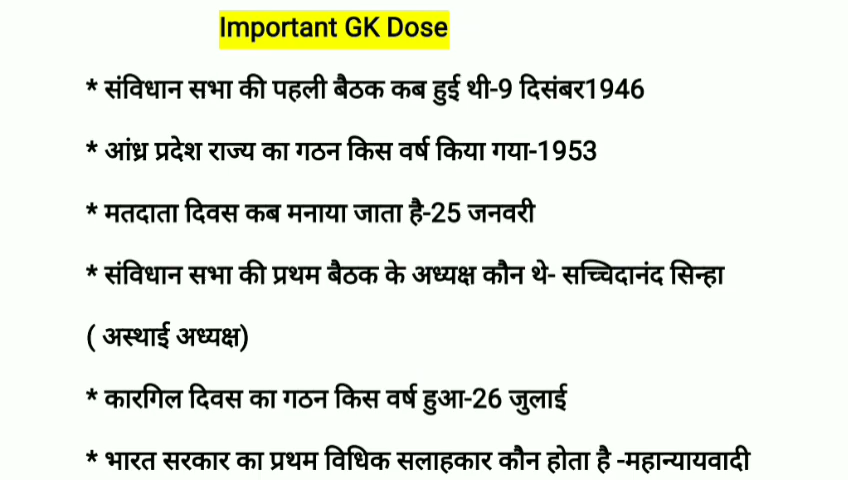 Important GK Dose
* संविधान सभा की पहली बैठक कब हुई थी-9 दिसंबर1946
* आंध्र प्रदेश राज्य का गठन किस वर्ष किया गया-1953
* मतदाता दिवस कब मनाया जाता है-25 जनवरी
* संविधान सभा की प्रथम बैठक के अध्यक्ष कौन थे- सच्चिदानंद सिन्हा
( अस्थाई अध्यक्ष)
* कारगिल दिवस का गठन किस वर्ष हुआ-26 जुलाई
* भारत सरकार का प्रथम विधिक सलाहकार कौन होता है -महान्यायवादी